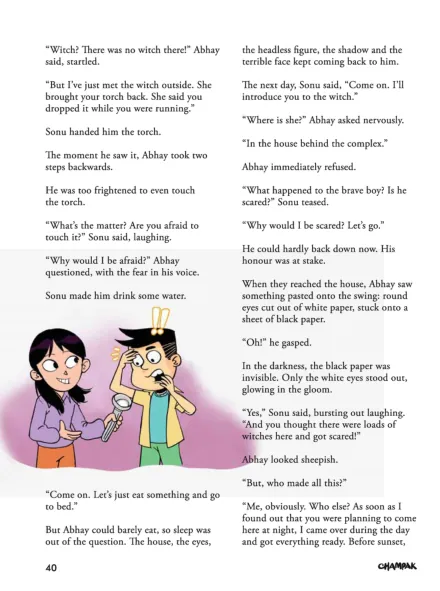 “Witch? There was no witch there!” Abhay
said, startled.
“But I’ve just met the witch outside. She
brought your torch back. She said you
dropped it while you were running.”
Sonu handed him the torch.
The moment he saw it, Abhay took two
steps backwards.
He was too frightened to even touch
the torch.
“What’s the matter? Are you afraid to
touch it?” Sonu said, laughing.
“Why would I be afraid?” Abhay
questioned, with the fear in his voice.
Sonu made him drink some water.
!!
“Come on. Let’s just eat something and go
to bed.”
But Abhay could barely eat, so sleep was
out of the question. The house, the eyes,
the headless figure, the shadow and the
terrible face kept coming back to him.
The next day, Sonu said, “Come on. I’ll
introduce you to the witch.”
“Where is she?” Abhay asked nervously.
“In the house behind the complex.”
Abhay immediately refused.
“What happened to the brave boy? Is he
scared?” Sonu teased.
“Why would I be scared? Let’s go.”
He could hardly back down now. His
honour was at stake.
When they reached the house, Abhay saw
something pasted onto the swing: round
eyes cut out of white paper, stuck onto a
sheet of black paper.
“Oh!” he gasped.
In the darkness, the black paper was
invisible. Only the white eyes stood out,
glowing in the gloom.
“Yes,” Sonu said, bursting out laughing.
“And you thought there were loads of
witches here and got scared!”
Abhay looked sheepish.
“But, who made all this?”
“Me, obviously. Who else? As soon as I
found out that you were planning to come
here at night, I came over during the day
and got everything ready. Before sunset,
40
CHAMPAK